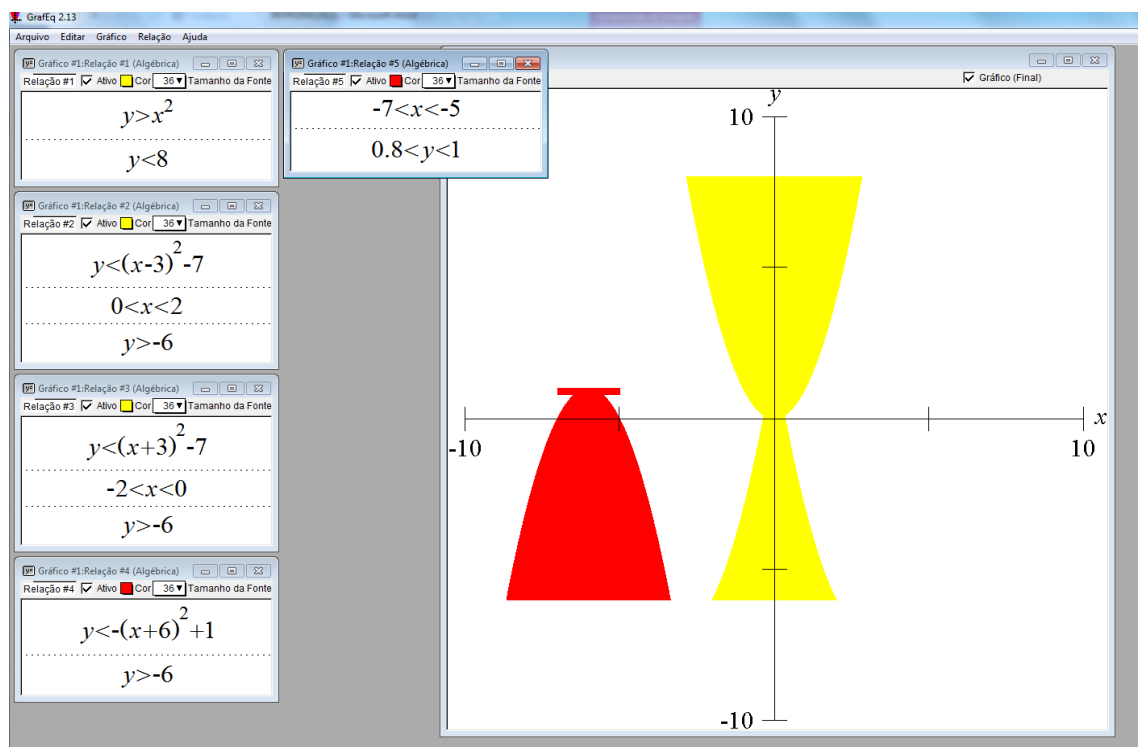 GrafEq 2.13
Arquivo Editar Gráfico Relação Ajuda
Gráfico #1:Relação #1 (Algébrica)
Relação #1 Ativo Cor 36 Tamanho da Fonte
y>x²
y<8
Gráfico #1:Relação #2 (Algébrica)
Relação #2 Ativo Cor 36 Tamanho da Fonte
y<(x-3)²-7
0<x<2
y>-6
Gráfico #1:Relação #3 (Algébrica)
Relação #3 Ativo Cor 36 Tamanho da Fonte
y<(x+3)²-7
-2<x<0
y>-6
Gráfico #1:Relação #4 (Algébrica)
Relação #4 Ativo Cor 36 Tamanho da Fonte
y<-(x+6)²+1
y>-6
Gráfico #1:Relação #5 (Algébrica)
Relação #5 Ativo Cor 36 Tamanho da Fonte
-7<x<-5
0.8<y<1
Gráfico (Final)
y
10
x
-10
10
-10